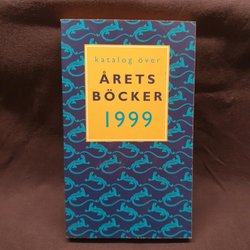 katalog över
ÅRETS
BÖCKER
1999